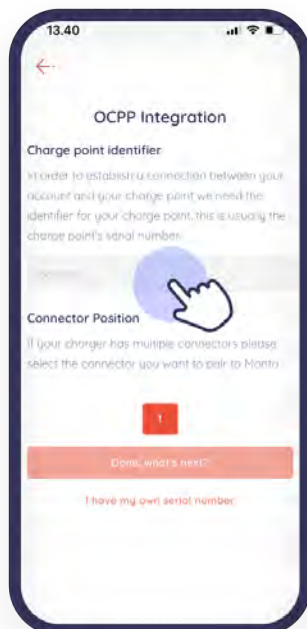 13.40
OCPP Integration
Charge point identifier
In order to establish a connection between your
account and your charge point we need the
identifier for your charge point, this is usually the
charge point's serial number.
Connector Position
If your charger has multiple connectors please
select the connector you want to pair to Monta
1
Done, what's next?
I have my own serial number